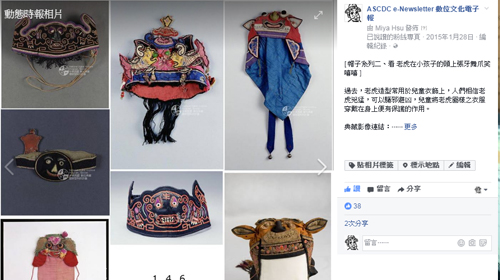 動態時報相片
ASCDC e-Newsletter 數位文化電子
報
由 Miya Hsu 發佈 [?]
已說讚的粉絲專頁 · 2015年1月28日 · 編
輯紀錄 ·
[ 帽子系列二、看 老虎在小孩子的頭上張牙舞爪笑
嘻嘻 ]
過去，老虎造型常用於兒童衣飾上，人們相信老
虎兇猛，可以驅邪避凶，兒童將老虎圖樣之衣服
穿戴在身上便有保護的作用。
典藏影像連結：⋯⋯ 更多
貼相片標籤
標示地點
編輯
讚
留言
分享
38
2次分享
留言......
1 4 6